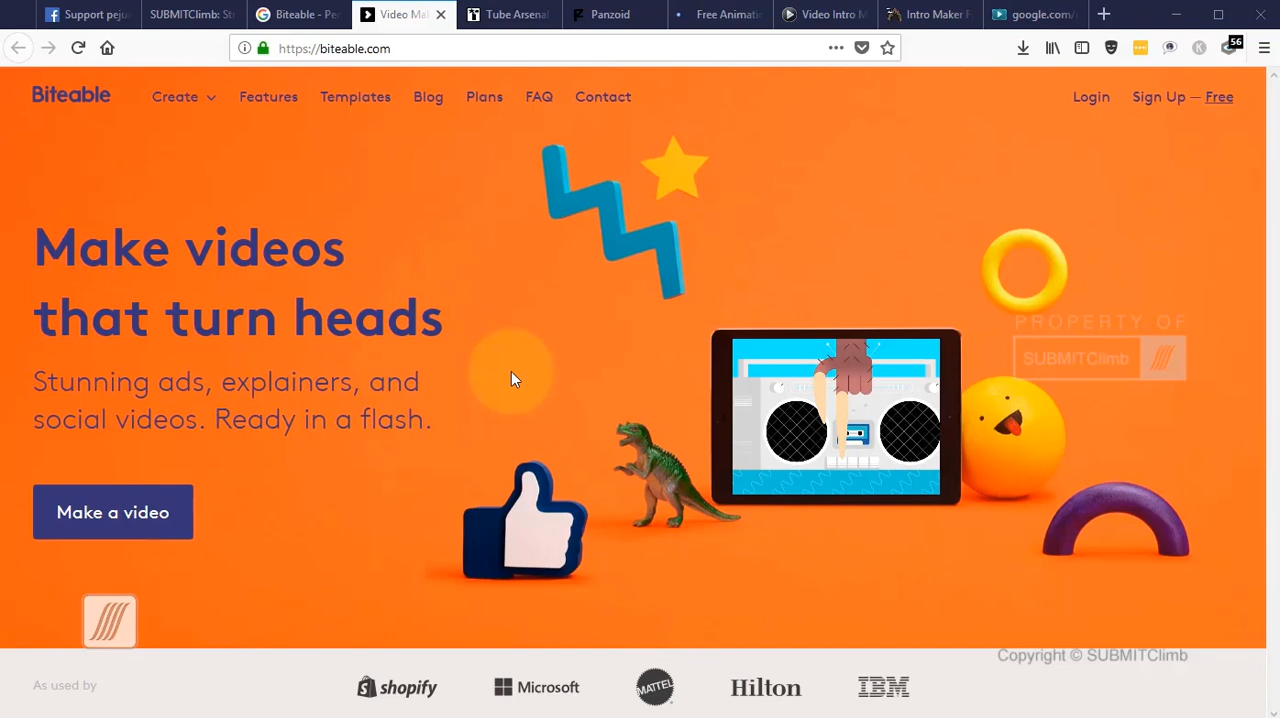 Support peju
SUBMITClimb: St
Biteable - Per
Video Mal
Tube Arsenal
Panzoid
Free Animati
Video Intro M
Intro Maker F
google.com/
https://biteable.com
56
Biteable
Create
Features
Templates
Blog
Plans
FAQ
Contact
Login
Sign Up — Free
Make videos
that turn heads
Stunning ads, explainers, and
social videos. Ready in a flash.
Make a video
PROPERTY OF
SUBMITClimb
Copyright © SUBMITClimb
As used by
shopify
Microsoft
MATTEL
Hilton
IBM